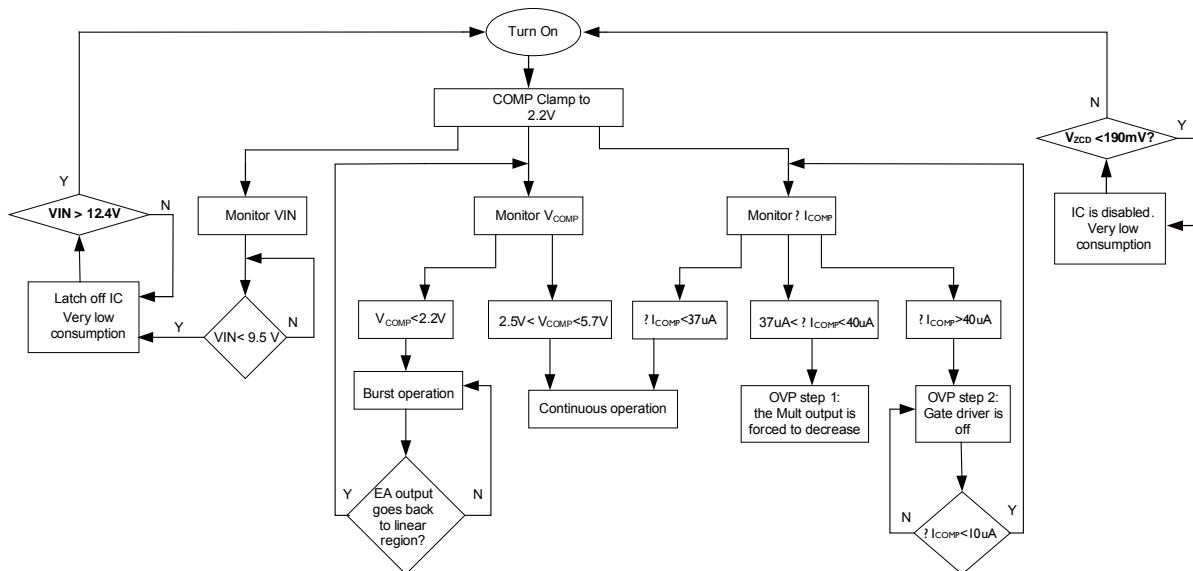 Turn On
COMP Clamp to
2.2V
Y
N
VZCD <190mV?
Y
IC is disabled.
Very low
consumption
Y
VIN > 12.4V
N
Latch off IC
Very low
consumption
Monitor VIN
VIN< 9.5 V
Y
N
Monitor VCOMP
VCOMP<2.2V
2.5V< VCOMP<5.7V
Burst operation
Continuous operation
EA output
goes back
to linear
region?
Y
N
Monitor ? ICOMP
? ICOMP<37uA
37uA< ? ICOMP<40uA
? ICOMP>40uA
OVP step 1:
the Mult output is
forced to decrease
OVP step 2:
Gate driver is
off
N
? ICOMP<10uA
Y